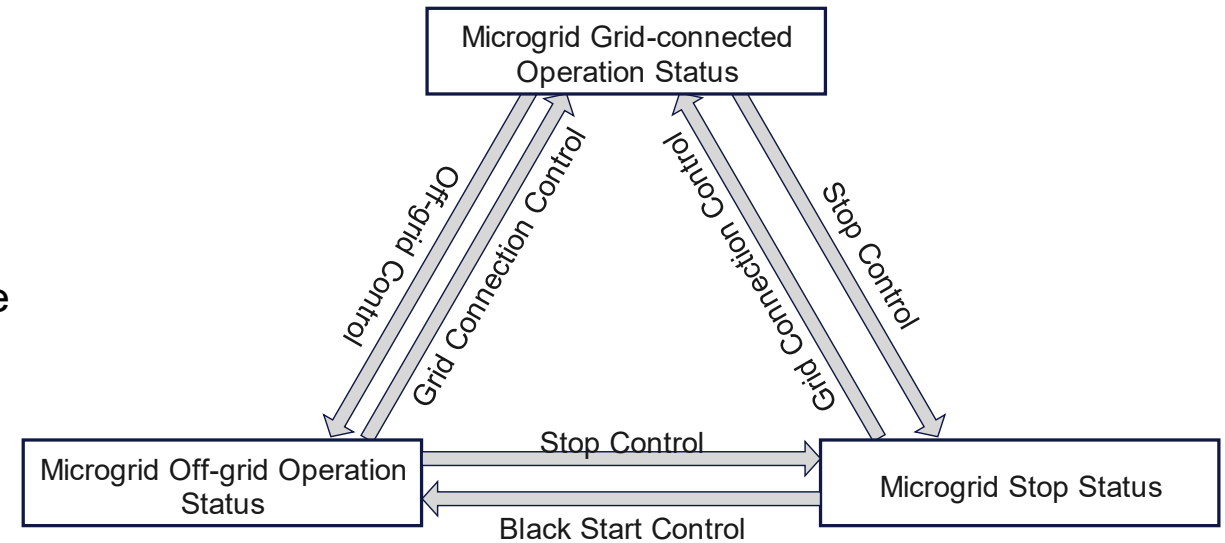 Microgrid Grid-connected
Operation Status
Off-grid Control
Grid Connection Control
Grid Connection Control
Stop Control
e
Stop Control
Microgrid Off-grid Operation
Status
Microgrid Stop Status
Black Start Control